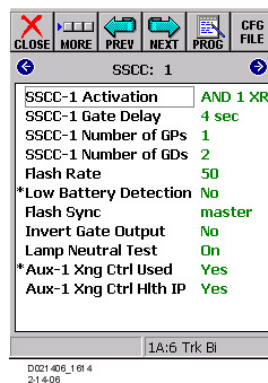 CLOSE MORE PREV NEXT PROG CFG FILE
SSCC: 1
SSCC-1 Activation AND 1 XR
SSCC-1 Gate Delay 4 sec
SSCC-1 Number of GPs 1
SSCC-1 Number of GDs 2
Flash Rate 50
*Low Battery Detection No
Flash Sync master
Invert Gate Output No
Lamp Neutral Test On
*Aux-1 Xng Ctrl Used Yes
Aux-1 Xng Ctrl Hlth IP Yes
1A:6 Trk Bi
D021406_1614
2-14-06